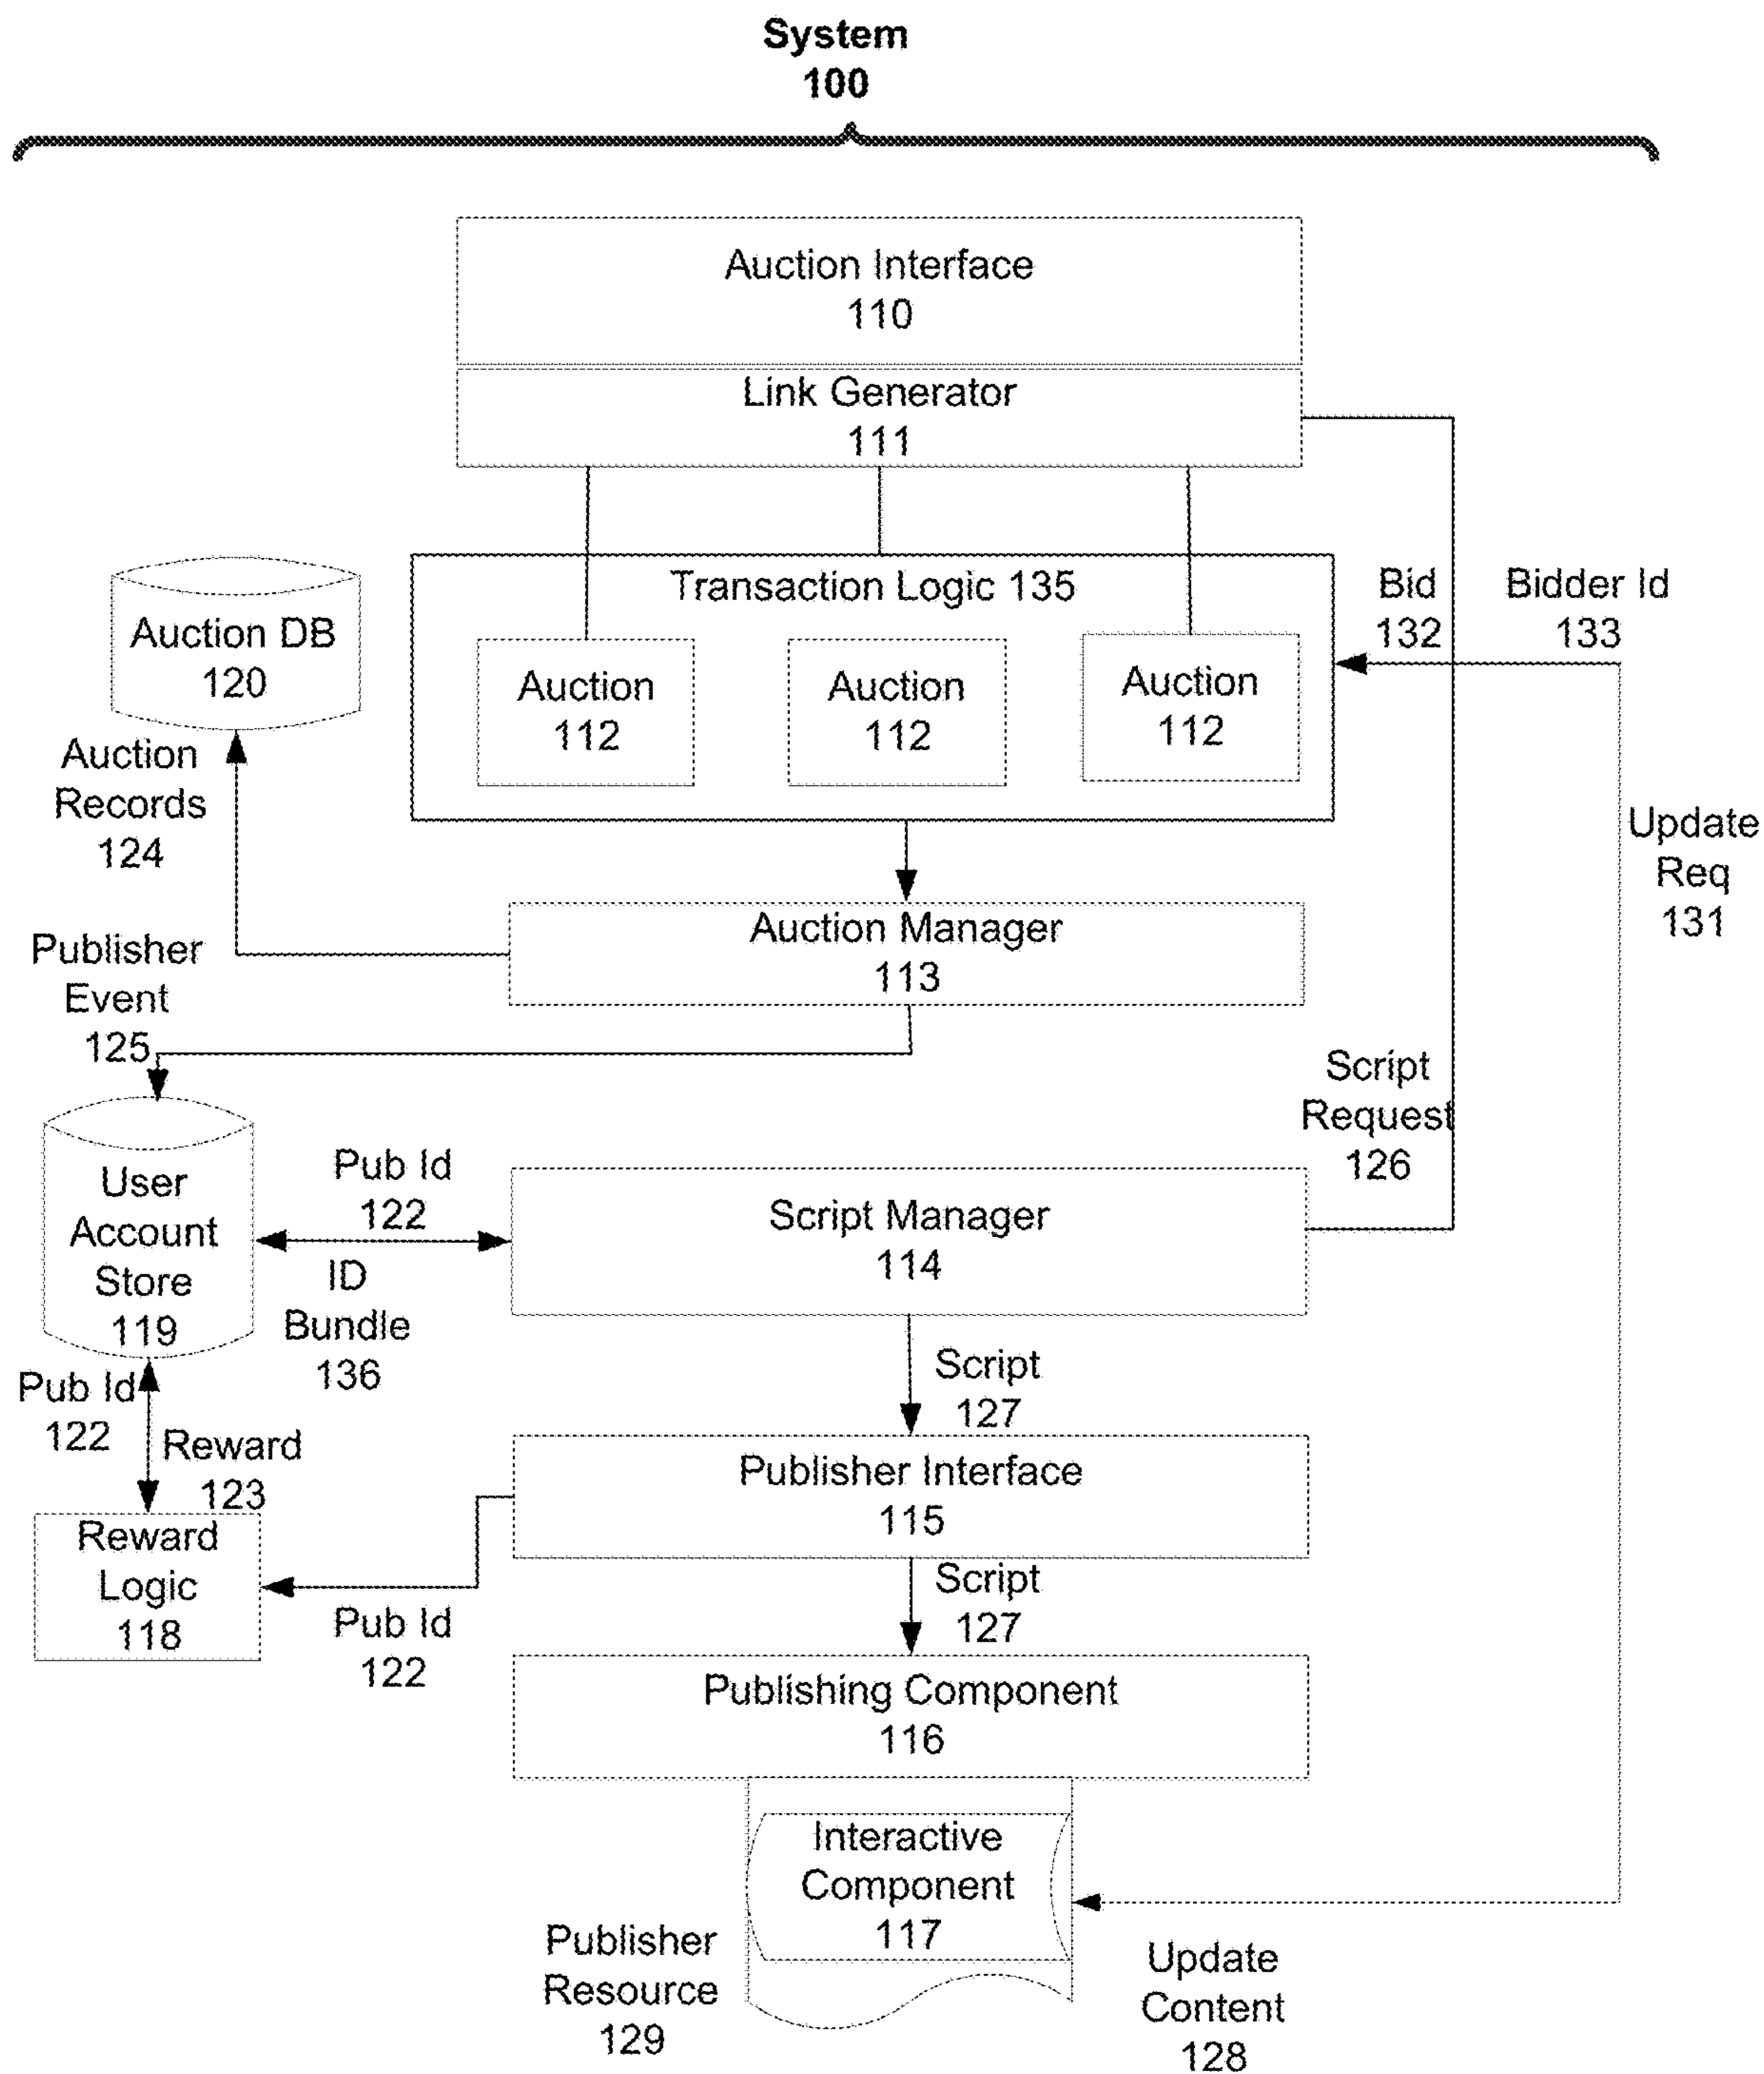 System
100
Auction Interface
110
Link Generator
111
Transaction Logic 135
Bid
132
Bidder Id
133
Auction DB
120
Auction
112
Auction
112
Auction
112
Auction
Records
124
Update
Req
131
Auction Manager
113
Publisher
Event
125
Script
Request
126
User
Account
Store
119
Pub Id
122
ID
Bundle
136
Script Manager
114
Script
127
Pub Id
122
Reward
123
Publisher Interface
115
Reward
Logic
118
Pub Id
122
Script
127
Publishing Component
116
Interactive
Component
117
Publisher
Resource
129
Update
Content
128